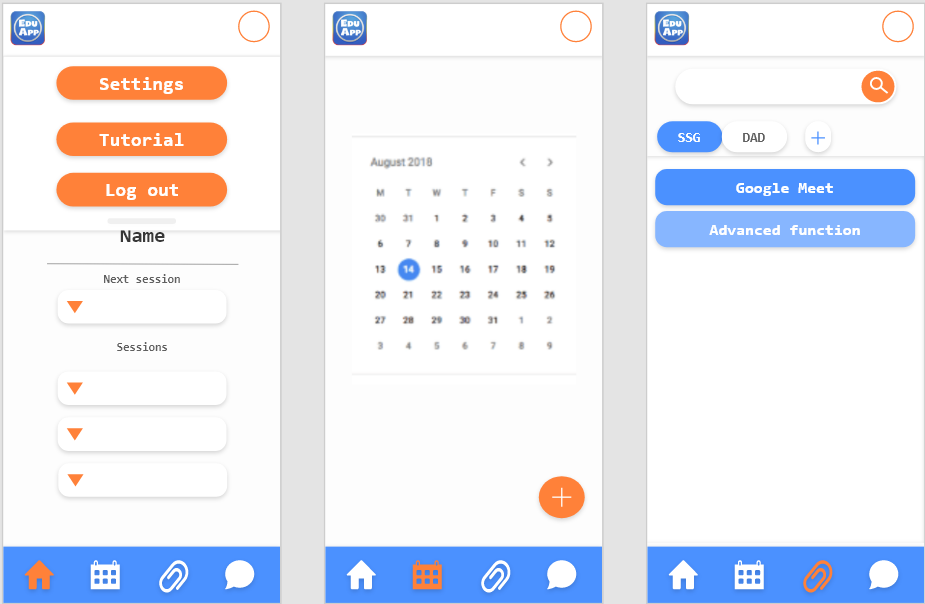 EDU
APP
Settings
Tutorial
Log out
Name
Next session
Sessions
EDU
APP
August 2018
M T W T F S S
30 31 1 2 3 4 5
6 7 8 9 10 11 12
13 14 15 16 17 18 19
20 21 22 23 24 25 26
27 28 29 30 31 1 2
3 4 5 6 7 8 9
EDU
APP
SSG DAD
Google Meet
Advanced function